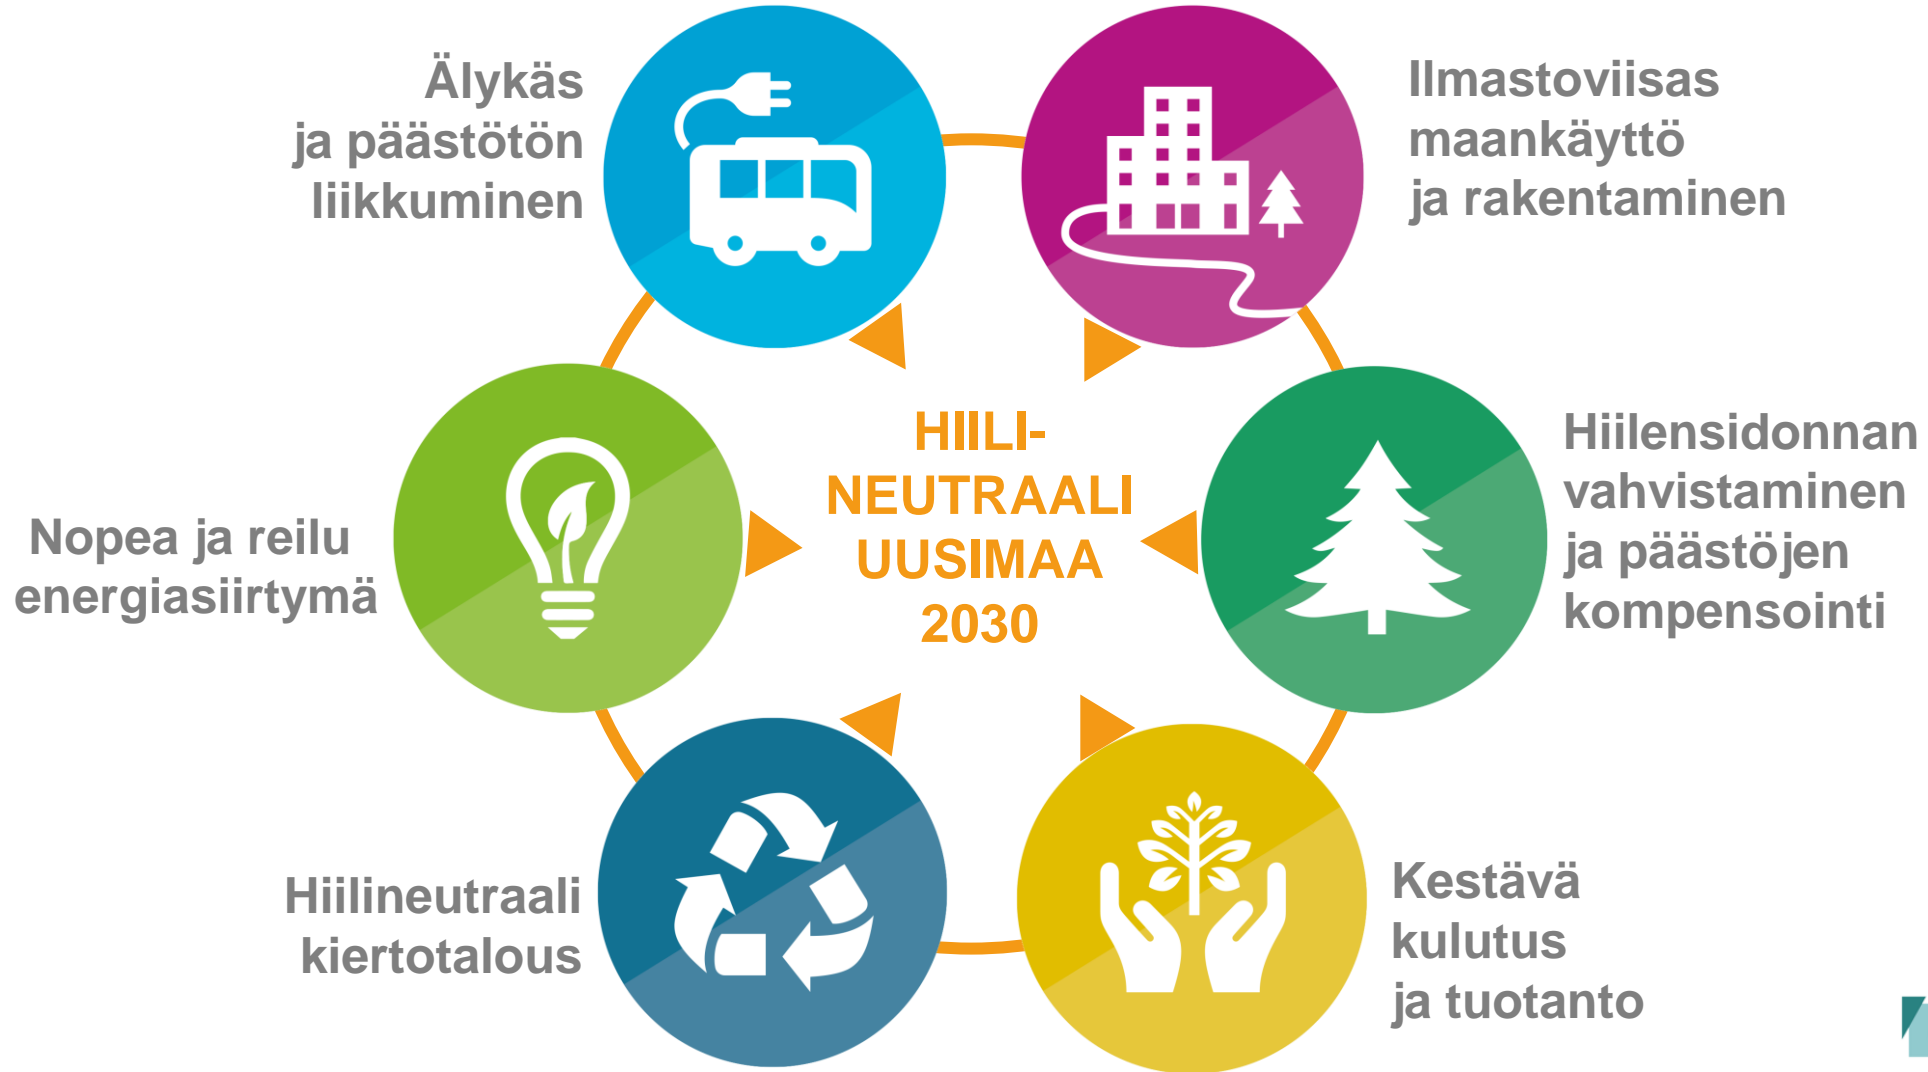 Älykäs
ja päästötön
liikkuminen
Ilmastoviisas
maankäyttö
ja rakentaminen
Nopea ja reilu
energiasiirtymä
HIILI-
NEUTRAALI
UUSIMAA
2030
Hiilensidonnan
vahvistaminen
ja päästöjen
kompensointi
Hiilineutraali
kiertotalous
Kestävä
kulutus
ja tuotanto